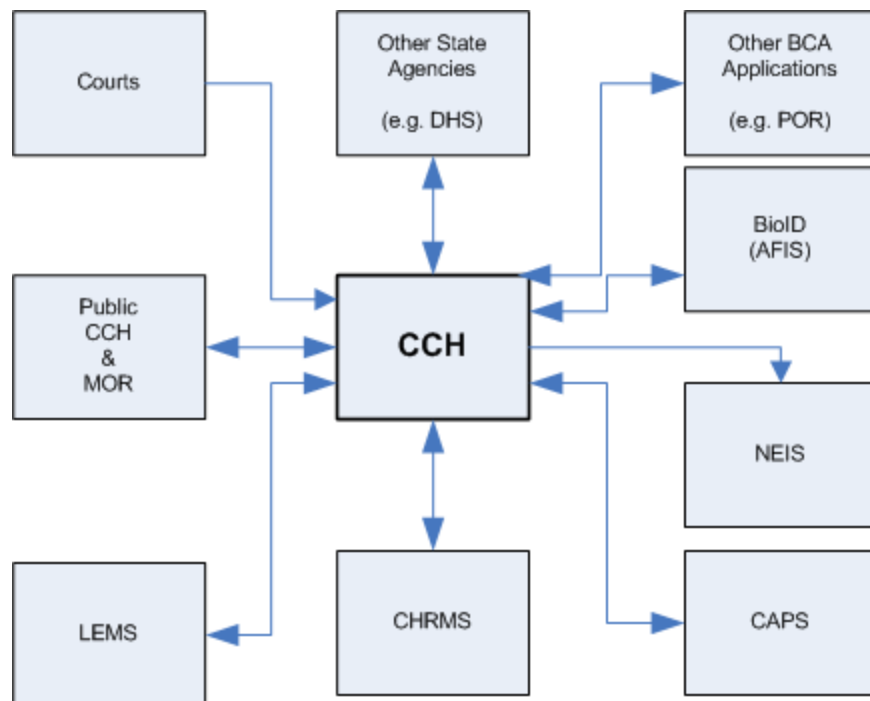 Courts
Other State
Agencies
(e.g. DHS)
Other BCA
Applications
(e.g. POR)
BioID
(AFIS)
Public
CCH
&
MOR
CCH
NEIS
LEMS
CHRMS
CAPS